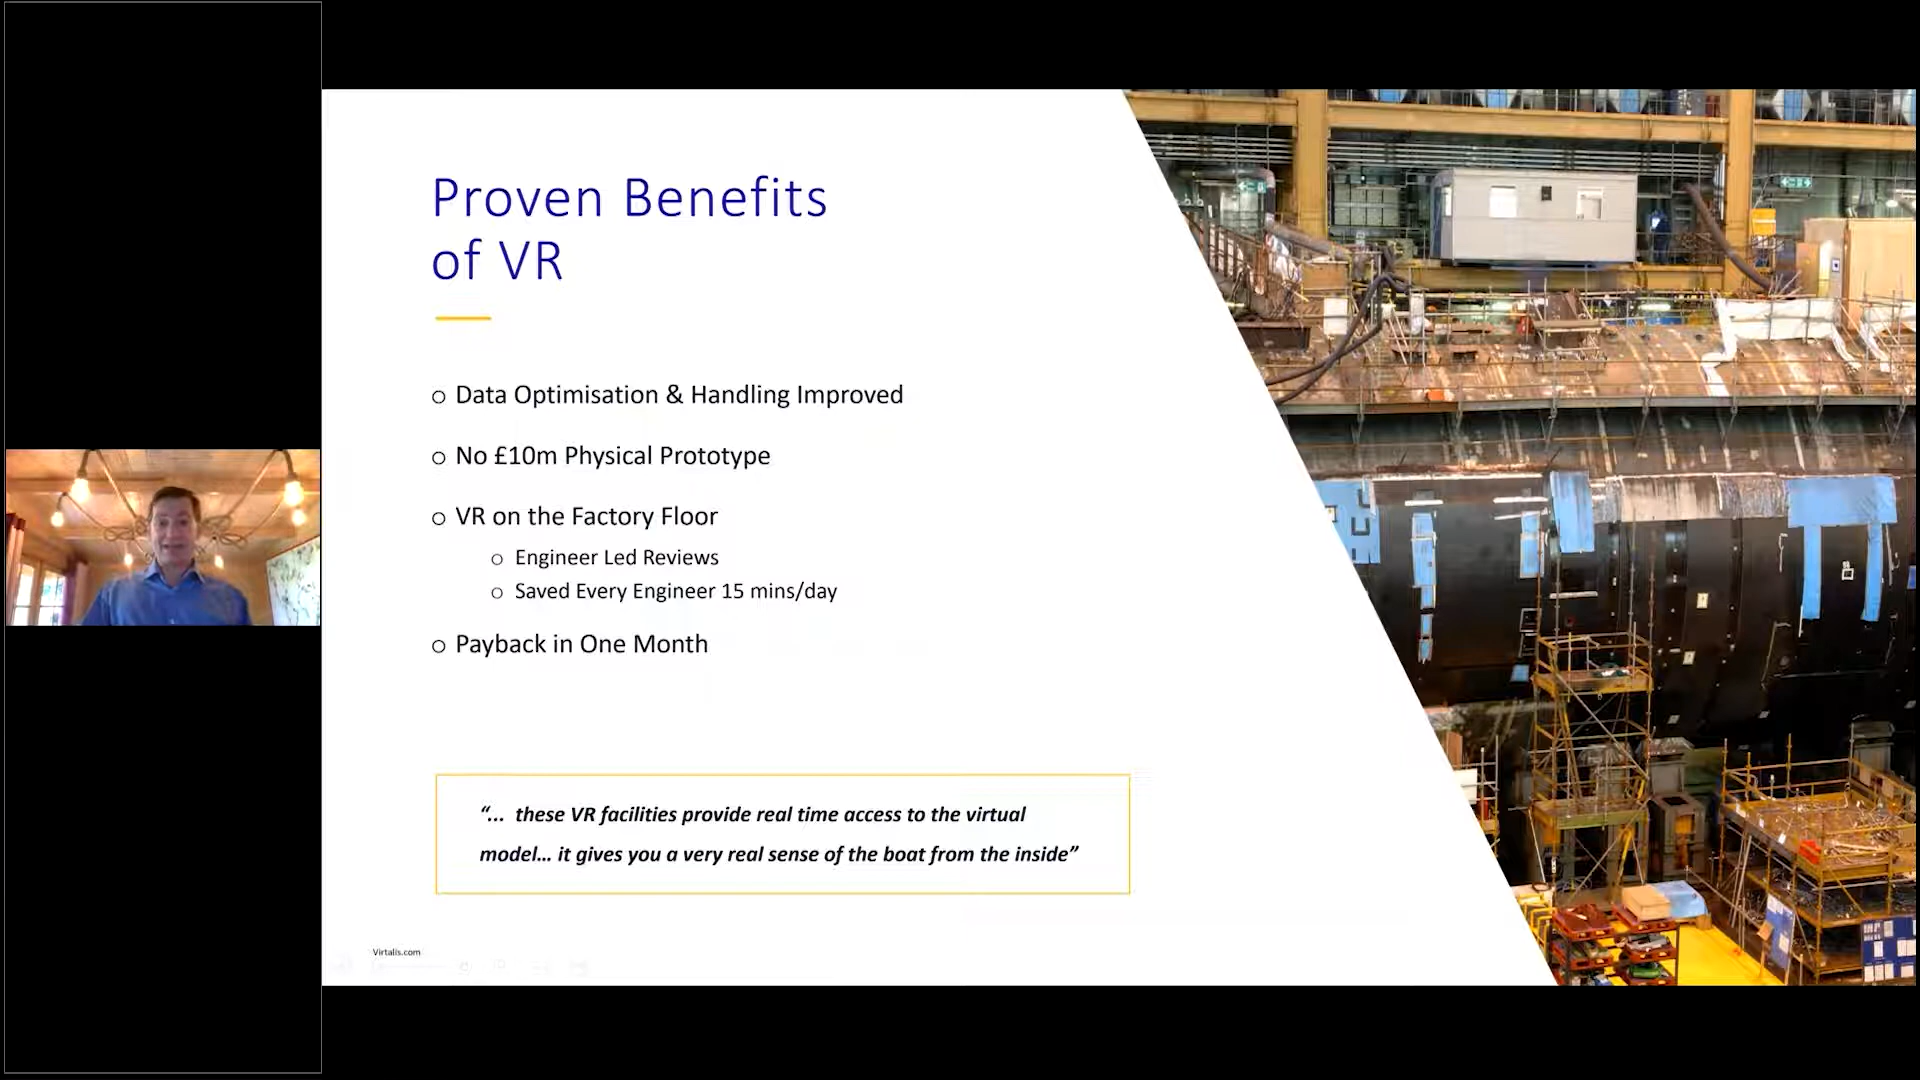 Proven Benefits
of VR
Data Optimisation & Handling Improved
No £10m Physical Prototype
VR on the Factory Floor
Engineer Led Reviews
Saved Every Engineer 15 mins/day
Payback in One Month
“... these VR facilities provide real time access to the virtual
model... it gives you a very real sense of the boat from the inside”
Virtalis.com